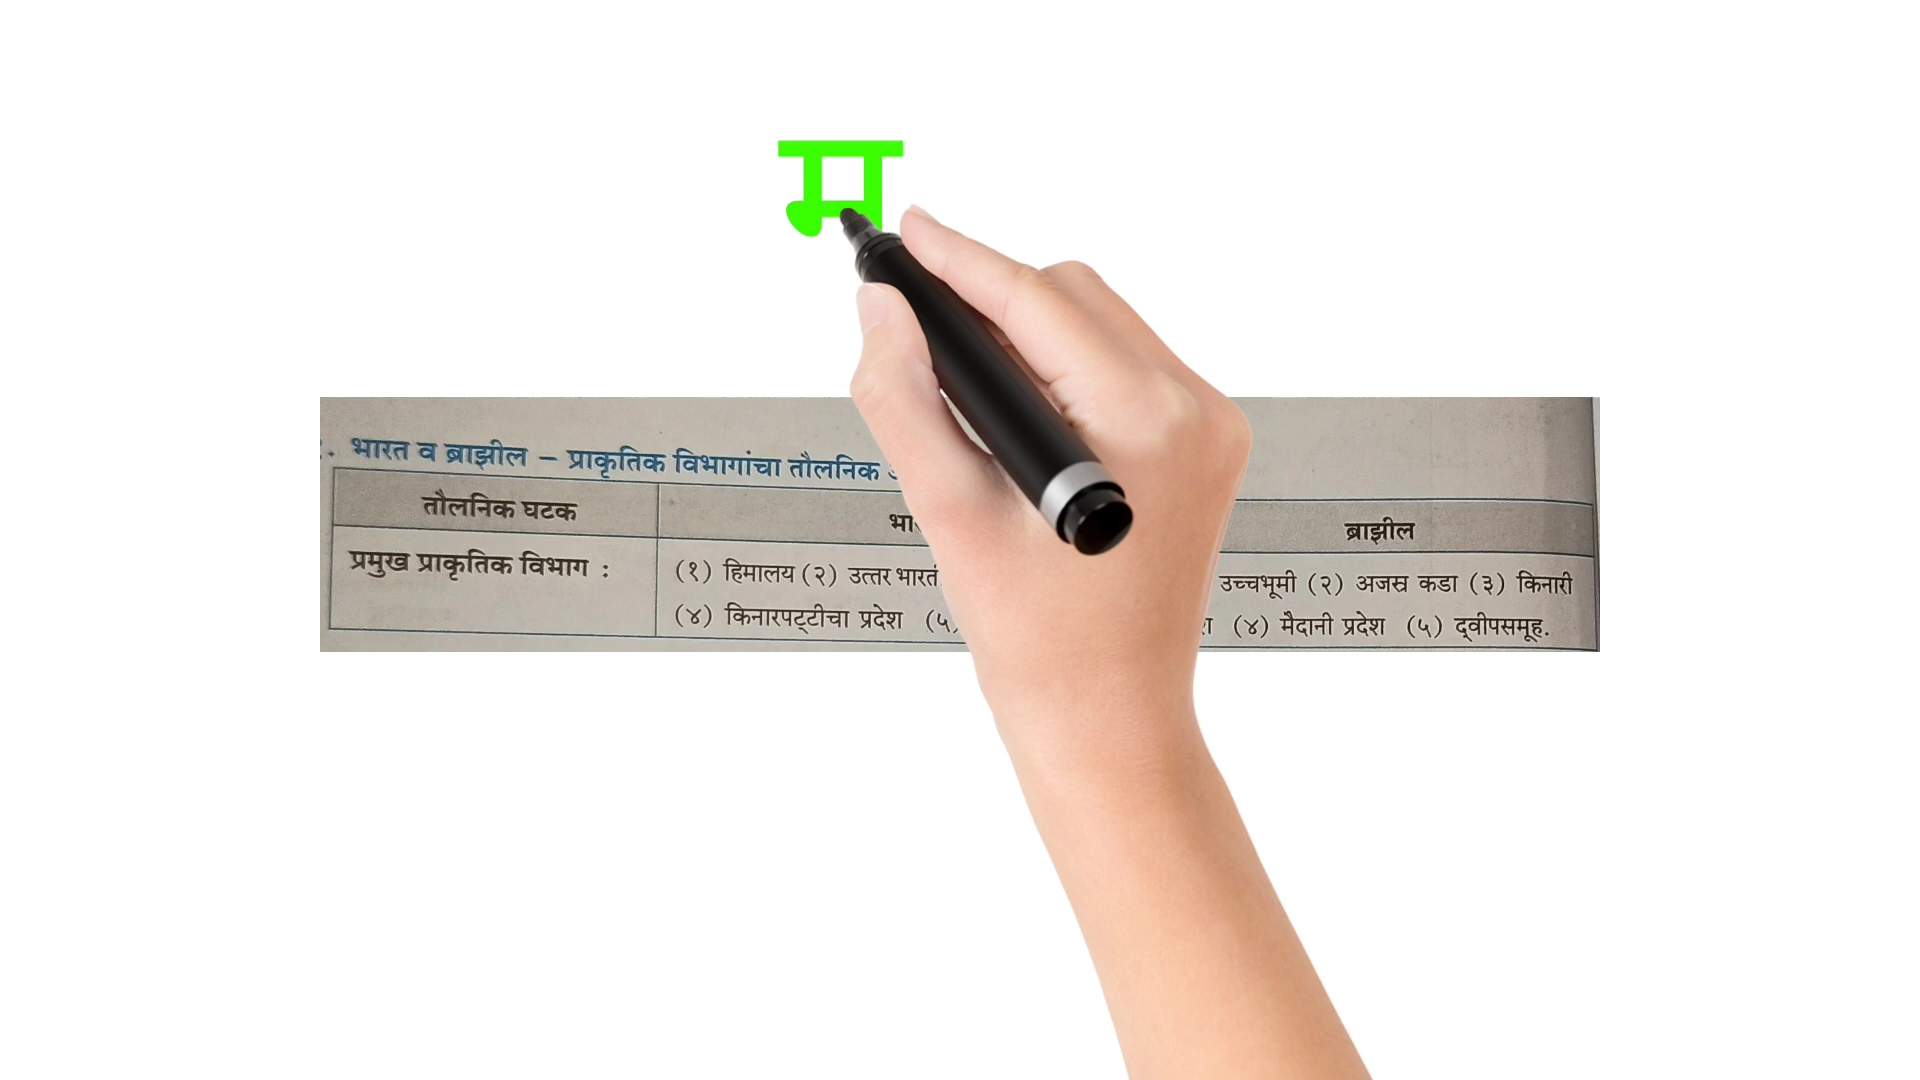 म
भारत व ब्राझील – प्राकृतिक विभागांचा तौलनिक
तौलनिक घटक
ब्राझील
प्रमुख प्राकृतिक विभाग :
(१) हिमालय (२) उत्तर
(४) किनारपट्टीचा प्रदेश
उच्चभूमी (२) अजस्र कडा (३) किनारी
(४) मैदानी प्रदेश (५) द्वीपसमूह.